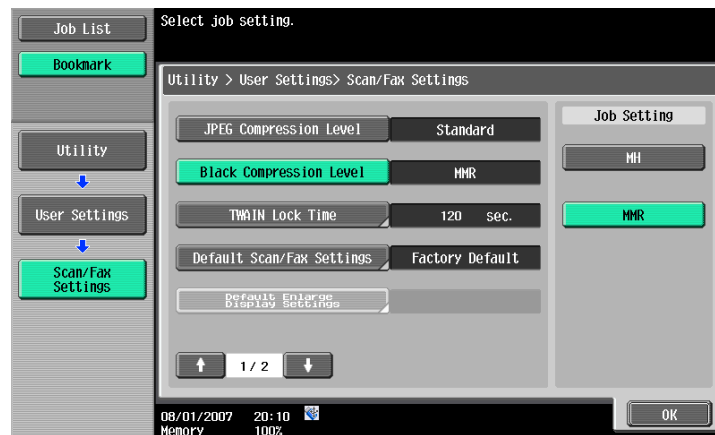 Job List
Bookmark
Utility
User Settings
Scan/Fax
Settings
Select job setting.
Utility > User Settings> Scan/Fax Settings
JPEG Compression Level Standard
Black Compression Level MMR
TWAIN Lock Time 120 sec.
Default Scan/Fax Settings Factory Default
Default Enlarge
Display Settings
1/ 2
Job Setting
MH
MMR
08/01/2007 20:10
Memory 100%
OK